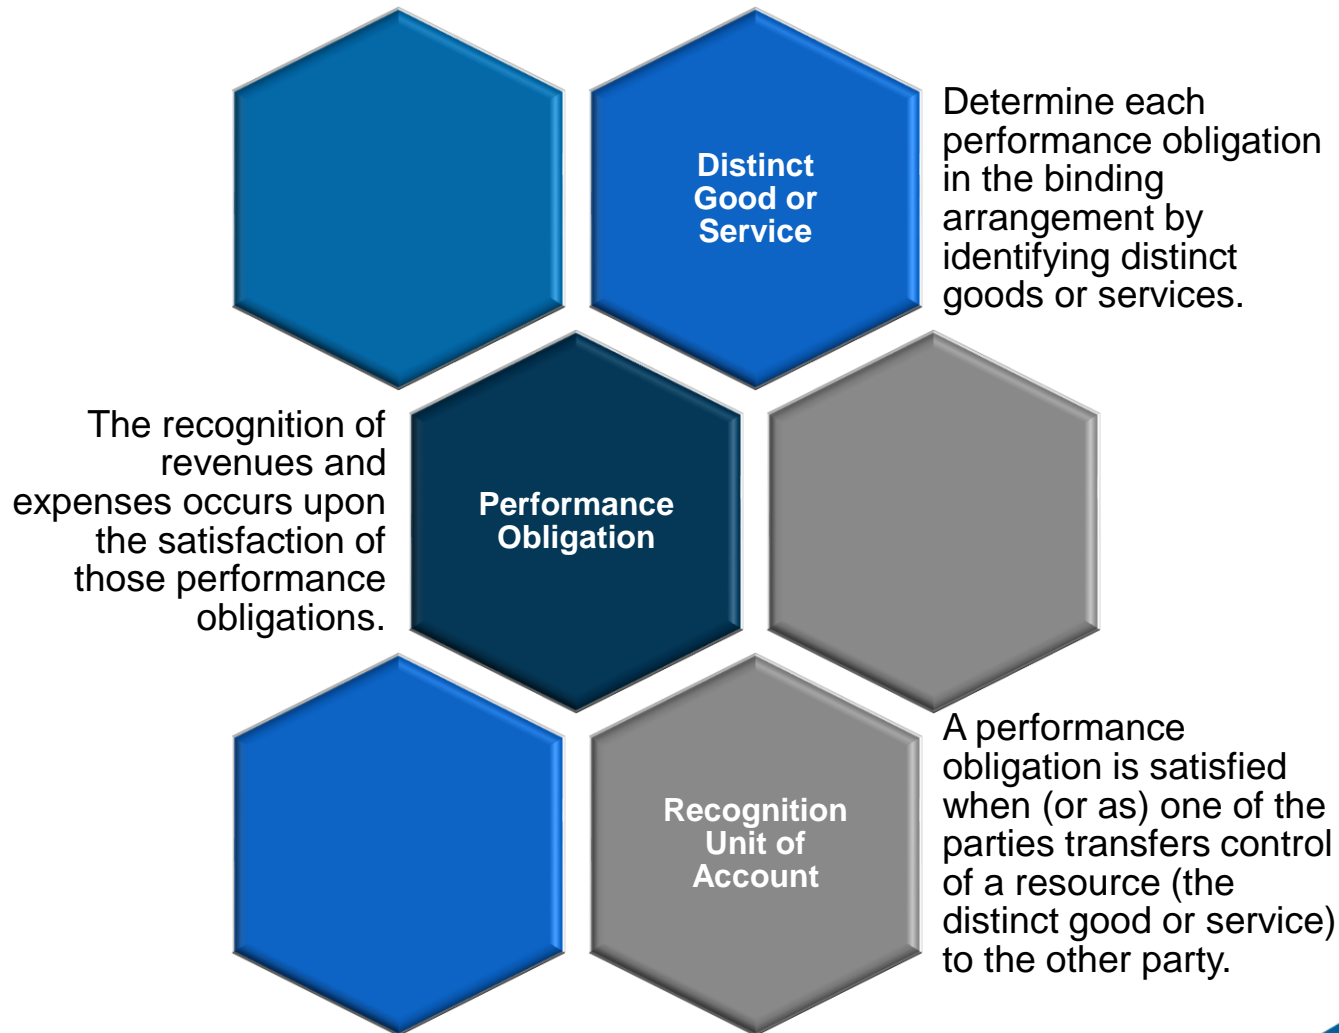 Distinct
Good or
Service
Determine each
performance obligation
in the binding
arrangement by
identifying distinct
goods or services.
The recognition of
revenues and
expenses occurs upon
the satisfaction of
those performance
obligations.
Performance
Obligation
Recognition
Unit of
Account
A performance
obligation is satisfied
when (or as) one of the
parties transfers control
of a resource (the
distinct good or service)
to the other party.